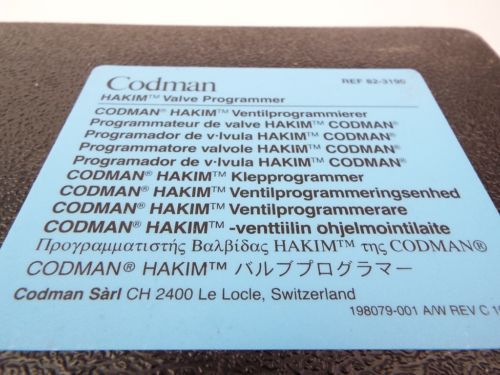 Codman
REF 82-3190
HAKIM™ Valve Programmer
CODMAN® HAKIM™ Ventilprogrammierer
Programmateur de valve HAKIM™ CODMAN®
Programador de v·lvula HAKIM™ CODMAN®
Programmatore valvole HAKIM™ CODMAN®
Programador de v·lvula HAKIM™ CODMAN®
CODMAN® HAKIM™ Klepprogrammer
CODMAN® HAKIM™ Ventilprogrammeringsenhed
CODMAN® HAKIM™ Ventilprogrammerare
CODMAN® HAKIM™ -venttiilin ohjelmointilaite
Προγραμματιστής Βαλβίδας HAKIM™ της CODMAN®
CODMAN® HAKIM™ バルブプログラマー
Codman Sàrl CH 2400 Le Locle, Switzerland
198079-001 A/W REV C